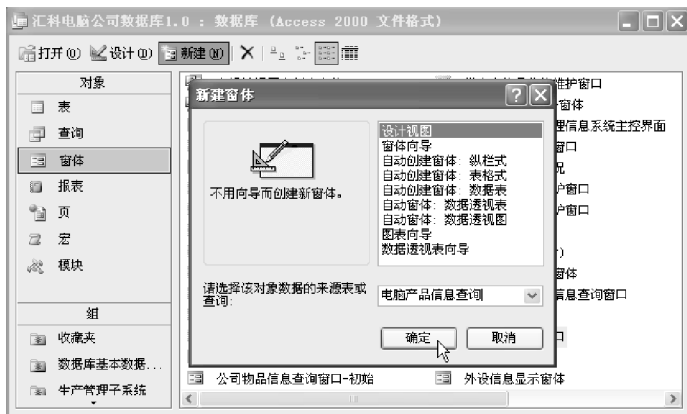 汇科电脑公司数据库1.0 : 数据库 (Access 2000 文件格式)
打开(O) 设计(D) 新建(N)
对象
表
查询
窗体
报表
页
宏
模块
组
收藏夹
数据库基本数据...
生产管理子系统
新建窗体
不用向导而创建新窗体。
设计视图
窗体向导
自动创建窗体: 纵栏式
自动创建窗体: 表格式
自动创建窗体: 数据表
自动窗体: 数据透视表
自动窗体: 数据透视图
图表向导
数据透视表向导
请选择该对象数据的来源表或
查询:
电脑产品信息查询
确定
取消
维护窗口
窗体
理信息系统主控界面
窗口
况
户窗口
户窗口
)
窗体
信息查询窗口
口
公司物品信息查询窗口-初始
外设信息显示窗体